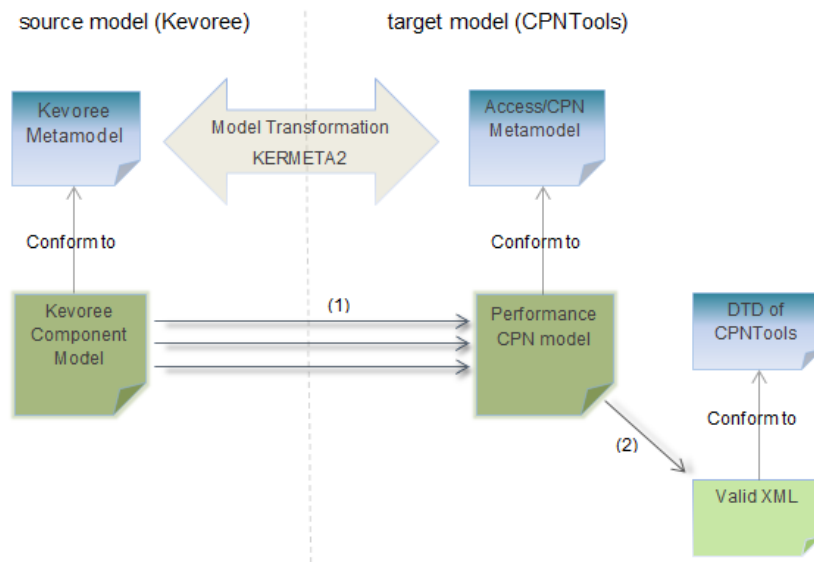 source model (Kevoree)
target model (CPNTools)
Kevoree
Metamodel
Model Transformation
KERMETA2
Access/CPN
Metamodel
Conform to
Conform to
Kevoree
Component
Model
(1)
Performance
CPN model
DTD of
CPNTools
Conform to
(2)
Valid XML